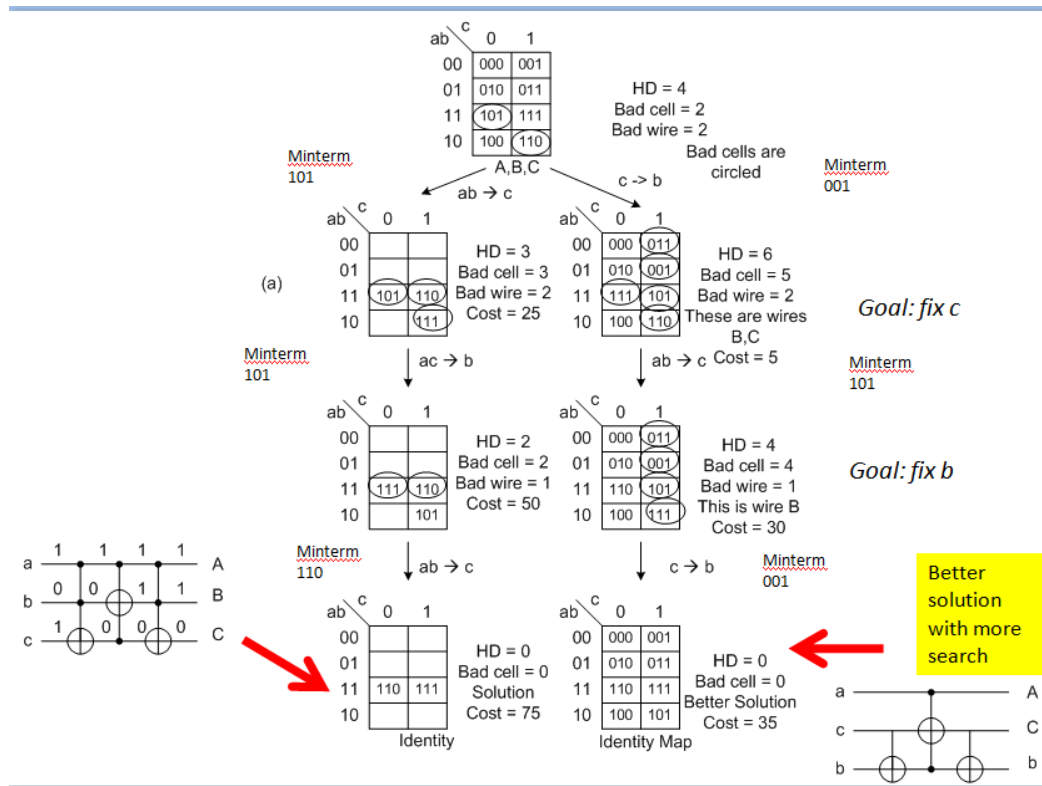 c
ab 0 1
00 000 001
01 010 011
11 101 111
10 100 110
A,B,C
HD = 4
Bad cell = 2
Bad wire = 2
Bad cells are
circled
Minterm
101
Minterm
001
ab → c
c -> b
(a)
c
ab 0 1
00
01
11 101 110
10 111
HD = 3
Bad cell = 3
Bad wire = 2
Cost = 25
c
ab 0 1
00 000 011
01 010 001
11 111 101
10 100 110
HD = 6
Bad cell = 5
Bad wire = 2
These are wires
B,C
Cost = 5
Goal: fix c
Minterm
101
ac → b
ab → c
Minterm
101
c
ab 0 1
00
01
11 111 110
10 101
HD = 2
Bad cell = 2
Bad wire = 1
Cost = 50
c
ab 0 1
00 000 011
01 010 001
11 110 101
10 100 111
HD = 4
Bad cell = 4
Bad wire = 1
This is wire B
Cost = 30
Goal: fix b
Minterm
110
ab → c
c → b
Minterm
001
a 1 1 1 1 A
b 0 0 1 1 B
c 1 0 0 0 C
c
ab 0 1
00
01
11 110 111
10
Identity
HD = 0
Bad cell = 0
Solution
Cost = 75
c
ab 0 1
00 000 001
01 010 011
11 110 111
10 100 101
Identity Map
HD = 0
Bad cell = 0
Better Solution
Cost = 35
Better
solution
with more
search
a A
c C
b b